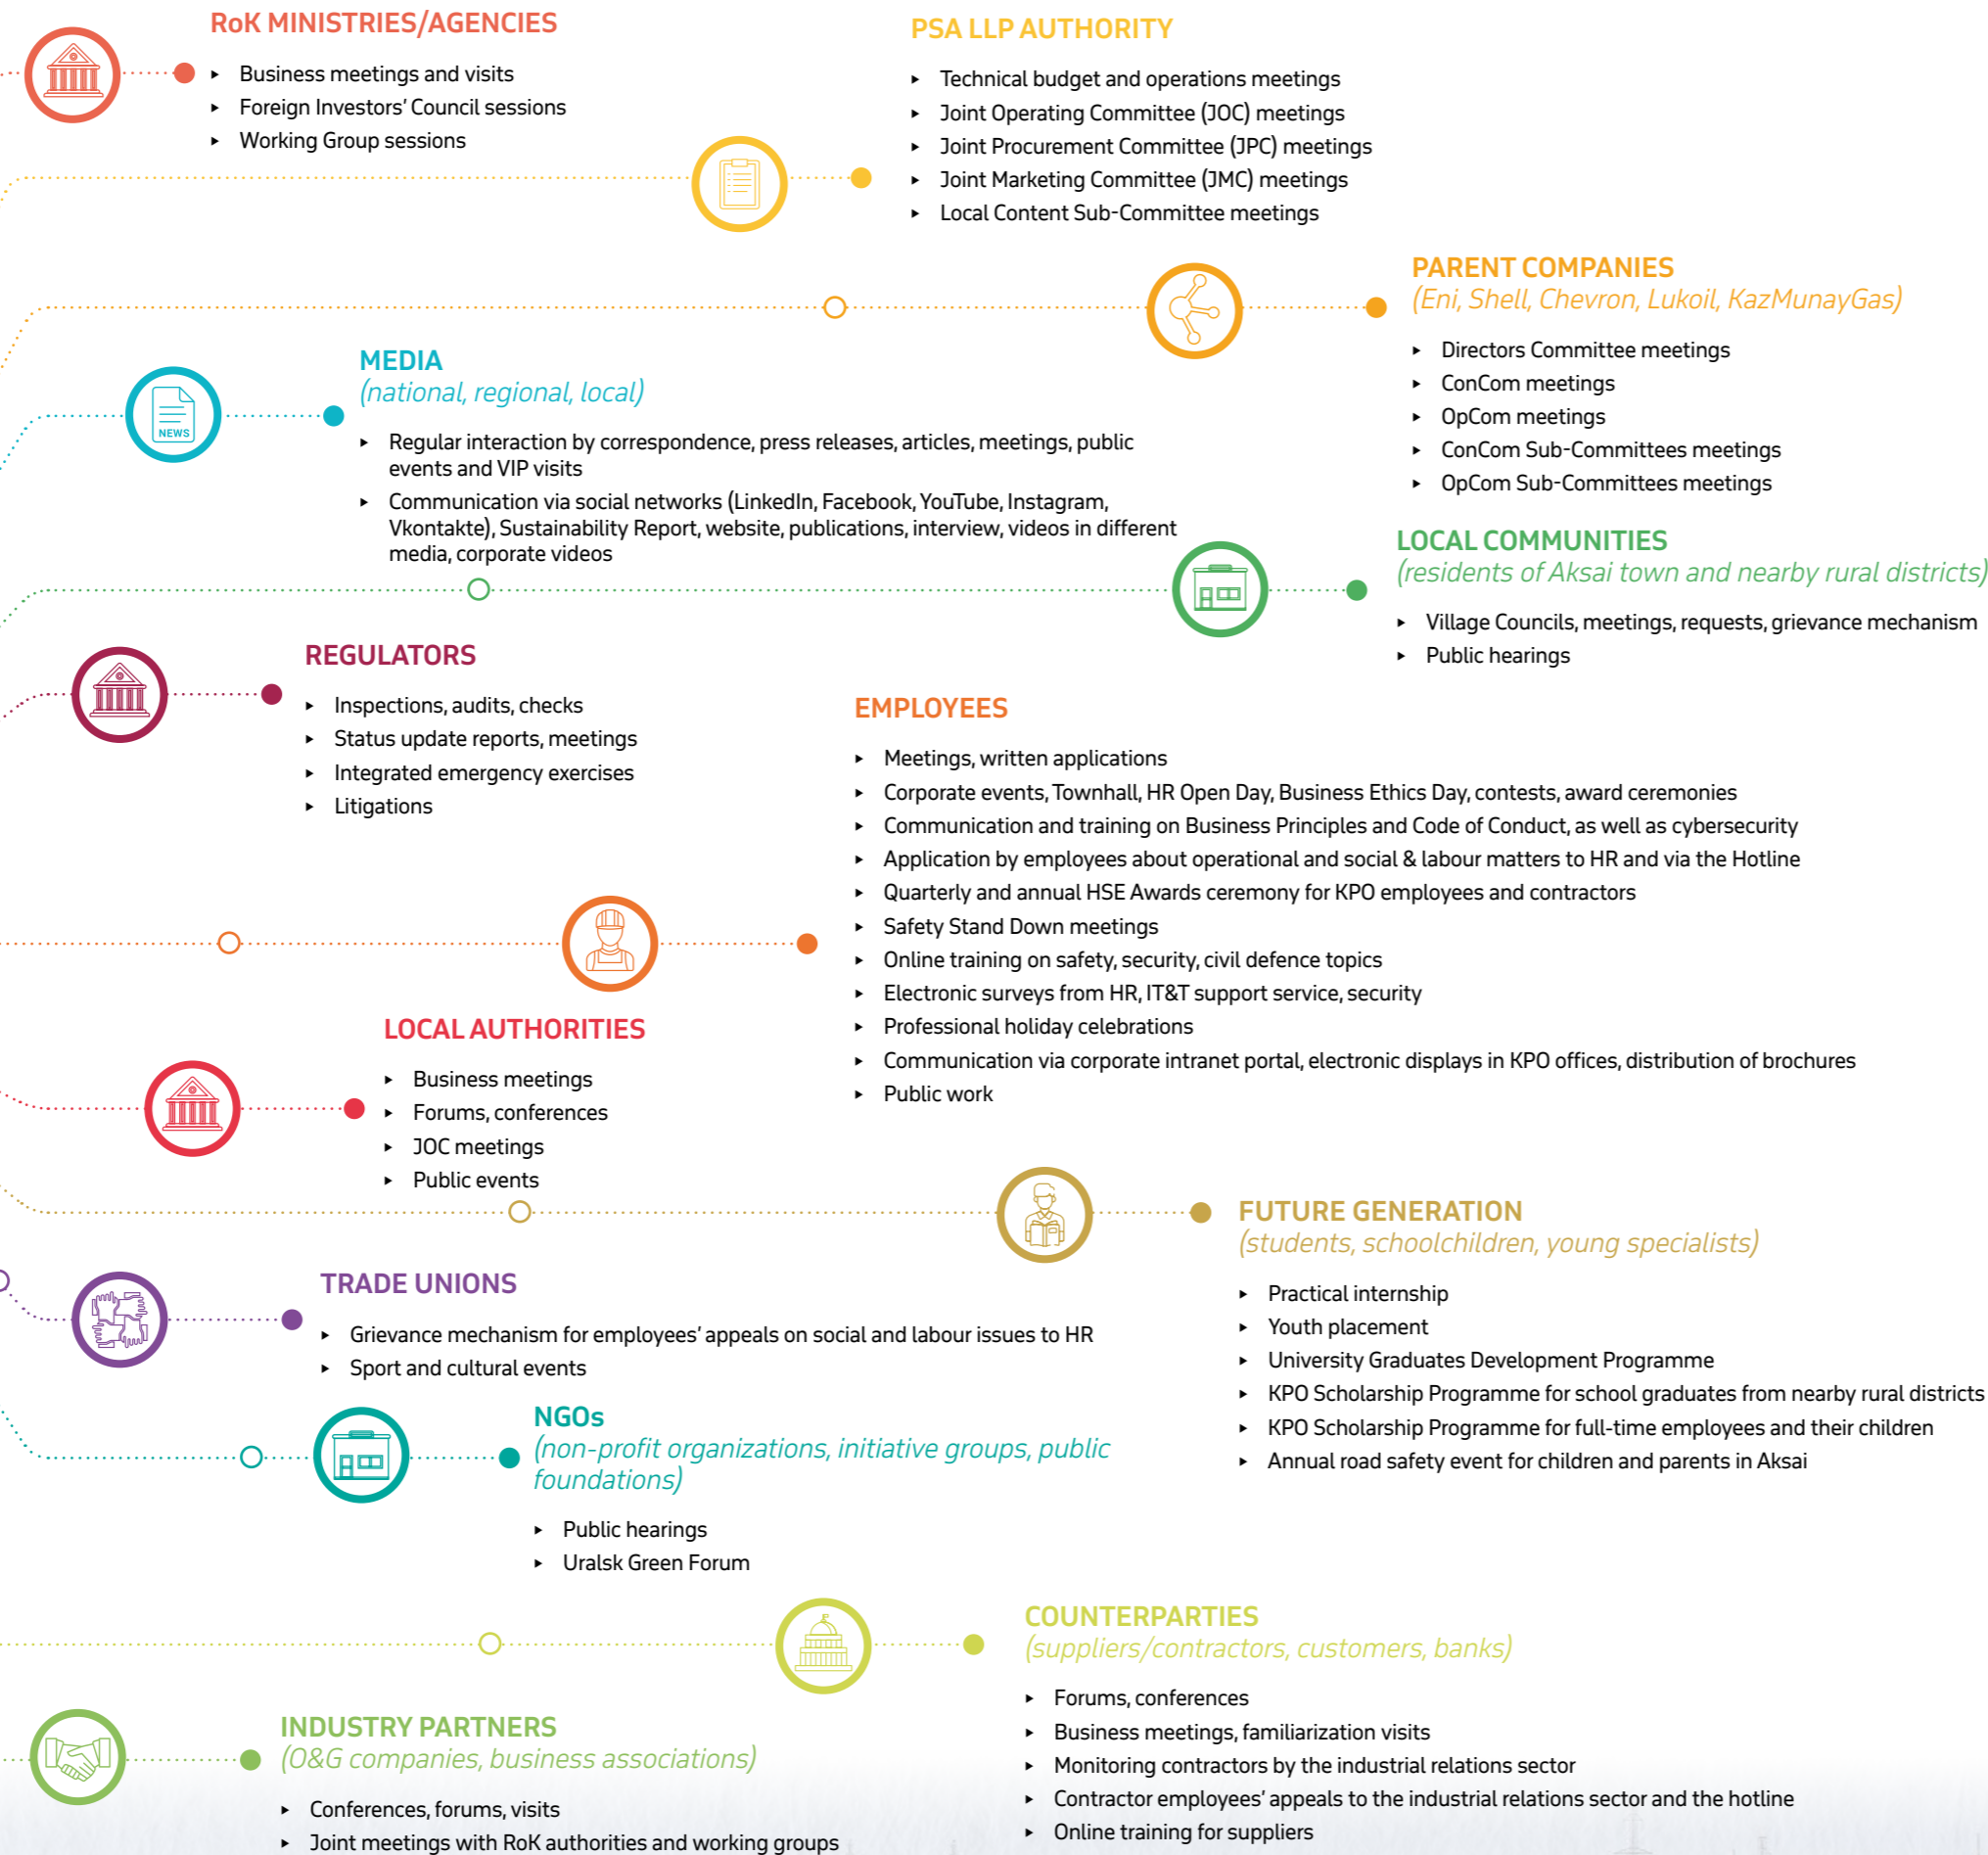 RoK MINISTRIES/AGENCIES
▸ Business meetings and visits
▸ Foreign Investors' Council sessions
▸ Working Group sessions
PSA LLP AUTHORITY
▸ Technical budget and operations meetings
▸ Joint Operating Committee (JOC) meetings
▸ Joint Procurement Committee (JPC) meetings
▸ Joint Marketing Committee (JMC) meetings
▸ Local Content Sub-Committee meetings
PARENT COMPANIES
(Eni, Shell, Chevron, Lukoil, KazMunayGas)
▸ Directors Committee meetings
▸ ConCom meetings
▸ OpCom meetings
▸ ConCom Sub-Committees meetings
▸ OpCom Sub-Committees meetings
NEWS
MEDIA
(national, regional, local)
▸ Regular interaction by correspondence, press releases, articles, meetings, public
events and VIP visits
▸ Communication via social networks (LinkedIn, Facebook, YouTube, Instagram,
Vkontakte), Sustainability Report, website, publications, interview, videos in different
media, corporate videos
LOCAL COMMUNITIES
(residents of Aksai town and nearby rural districts)
▸ Village Councils, meetings, requests, grievance mechanism
▸ Public hearings
REGULATORS
▸ Inspections, audits, checks
▸ Status update reports, meetings
▸ Integrated emergency exercises
▸ Litigations
EMPLOYEES
▸ Meetings, written applications
▸ Corporate events, Townhall, HR Open Day, Business Ethics Day, contests, award ceremonies
▸ Communication and training on Business Principles and Code of Conduct, as well as cybersecurity
▸ Application by employees about operational and social & labour matters to HR and via the Hotline
▸ Quarterly and annual HSE Awards ceremony for KPO employees and contractors
▸ Safety Stand Down meetings
▸ Online training on safety, security, civil defence topics
▸ Electronic surveys from HR, IT&T support service, security
▸ Professional holiday celebrations
▸ Communication via corporate intranet portal, electronic displays in KPO offices, distribution of brochures
▸ Public work
LOCAL AUTHORITIES
▸ Business meetings
▸ Forums, conferences
▸ JOC meetings
▸ Public events
FUTURE GENERATION
(students, schoolchildren, young specialists)
▸ Practical internship
▸ Youth placement
▸ University Graduates Development Programme
▸ KPO Scholarship Programme for school graduates from nearby rural districts
▸ KPO Scholarship Programme for full-time employees and their children
▸ Annual road safety event for children and parents in Aksai
TRADE UNIONS
▸ Grievance mechanism for employees' appeals on social and labour issues to HR
▸ Sport and cultural events
NGOs
(non-profit organizations, initiative groups, public
foundations)
▸ Public hearings
▸ Uralsk Green Forum
COUNTERPARTIES
(suppliers/contractors, customers, banks)
▸ Forums, conferences
▸ Business meetings, familiarization visits
▸ Monitoring contractors by the industrial relations sector
▸ Contractor employees' appeals to the industrial relations sector and the hotline
▸ Online training for suppliers
INDUSTRY PARTNERS
(O&G companies, business associations)
▸ Conferences, forums, visits
▸ Joint meetings with RoK authorities and working groups